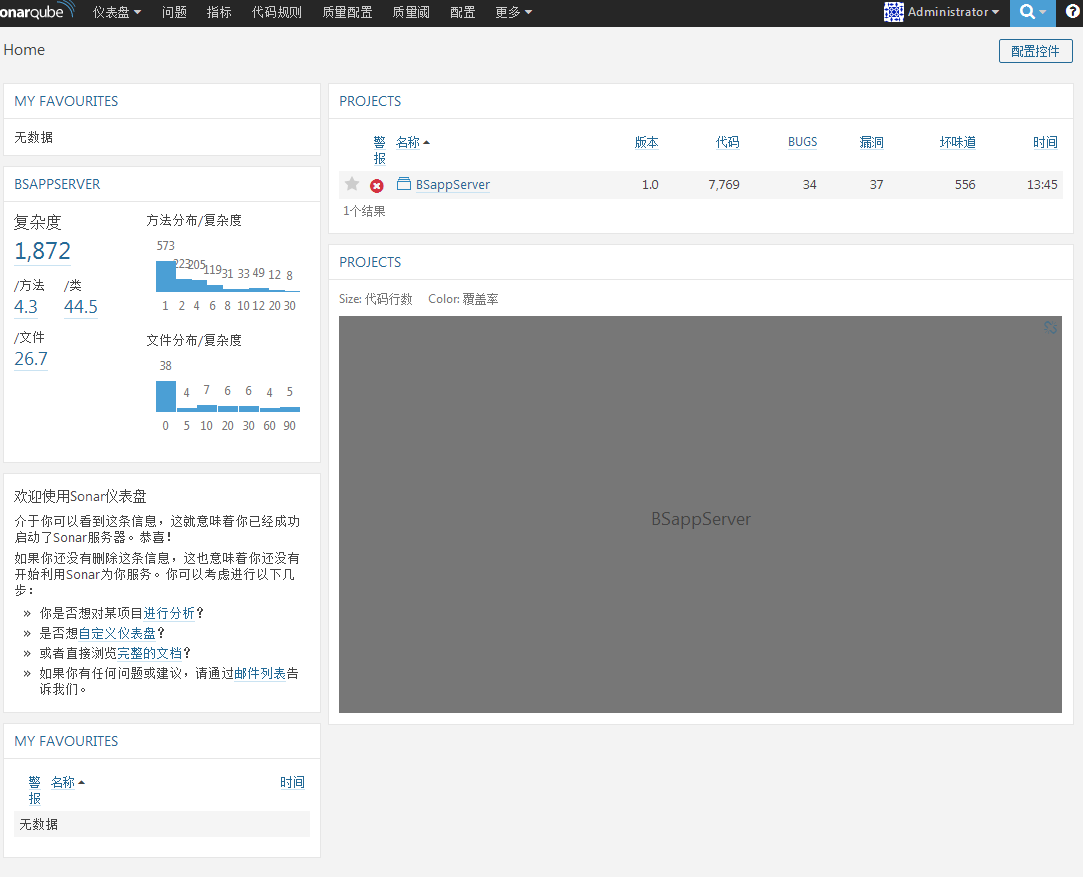 onarqube 仪表盘 问题 指标 代码规则 质量配置 质量阈 配置 更多 Administrator ?
Home 配置控件
MY FAVOURITES
无数据
BSAPPSERVER
复杂度
1,872
/方法 /类
4.3 44.5
/文件
26.7
方法分布/复杂度
573 223 205 119 31 33 49 12 8
1 2 4 6 8 10 12 20 30
文件分布/复杂度
38 4 7 6 6 4 5
0 5 10 20 30 60 90
欢迎使用Sonar仪表盘
介于你可以看到这条信息，这就意味着你已经成功
启动了Sonar服务器。恭喜！
如果你还没有删除这条信息，这也意味着你还没有
开始利用Sonar为你服务。你可以考虑进行以下几
步：
» 你是否想对某项目进行分析？
» 是否想自定义仪表盘？
» 或者直接浏览完整的文档？
» 如果你有任何问题或建议，请通过邮件列表告
诉我们。
MY FAVOURITES
警
报 名称 时间
无数据
PROJECTS
警
报 名称 版本 代码 BUGS 漏洞 坏味道 时间
BSappServer 1.0 7,769 34 37 556 13:45
1个结果
PROJECTS
Size: 代码行数 Color: 覆盖率
BSappServer